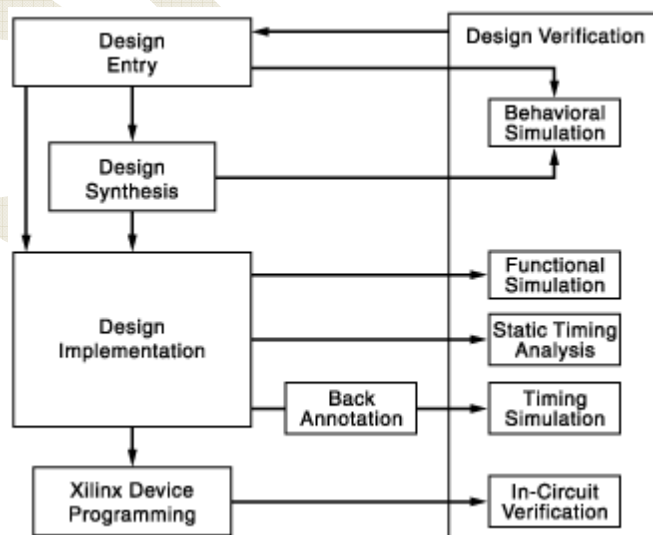 Design
Entry
Design Verification
Behavioral
Simulation
Design
Synthesis
Functional
Simulation
Design
Implementation
Static Timing
Analysis
Back
Annotation
Timing
Simulation
Xilinx Device
Programming
In-Circuit
Verification